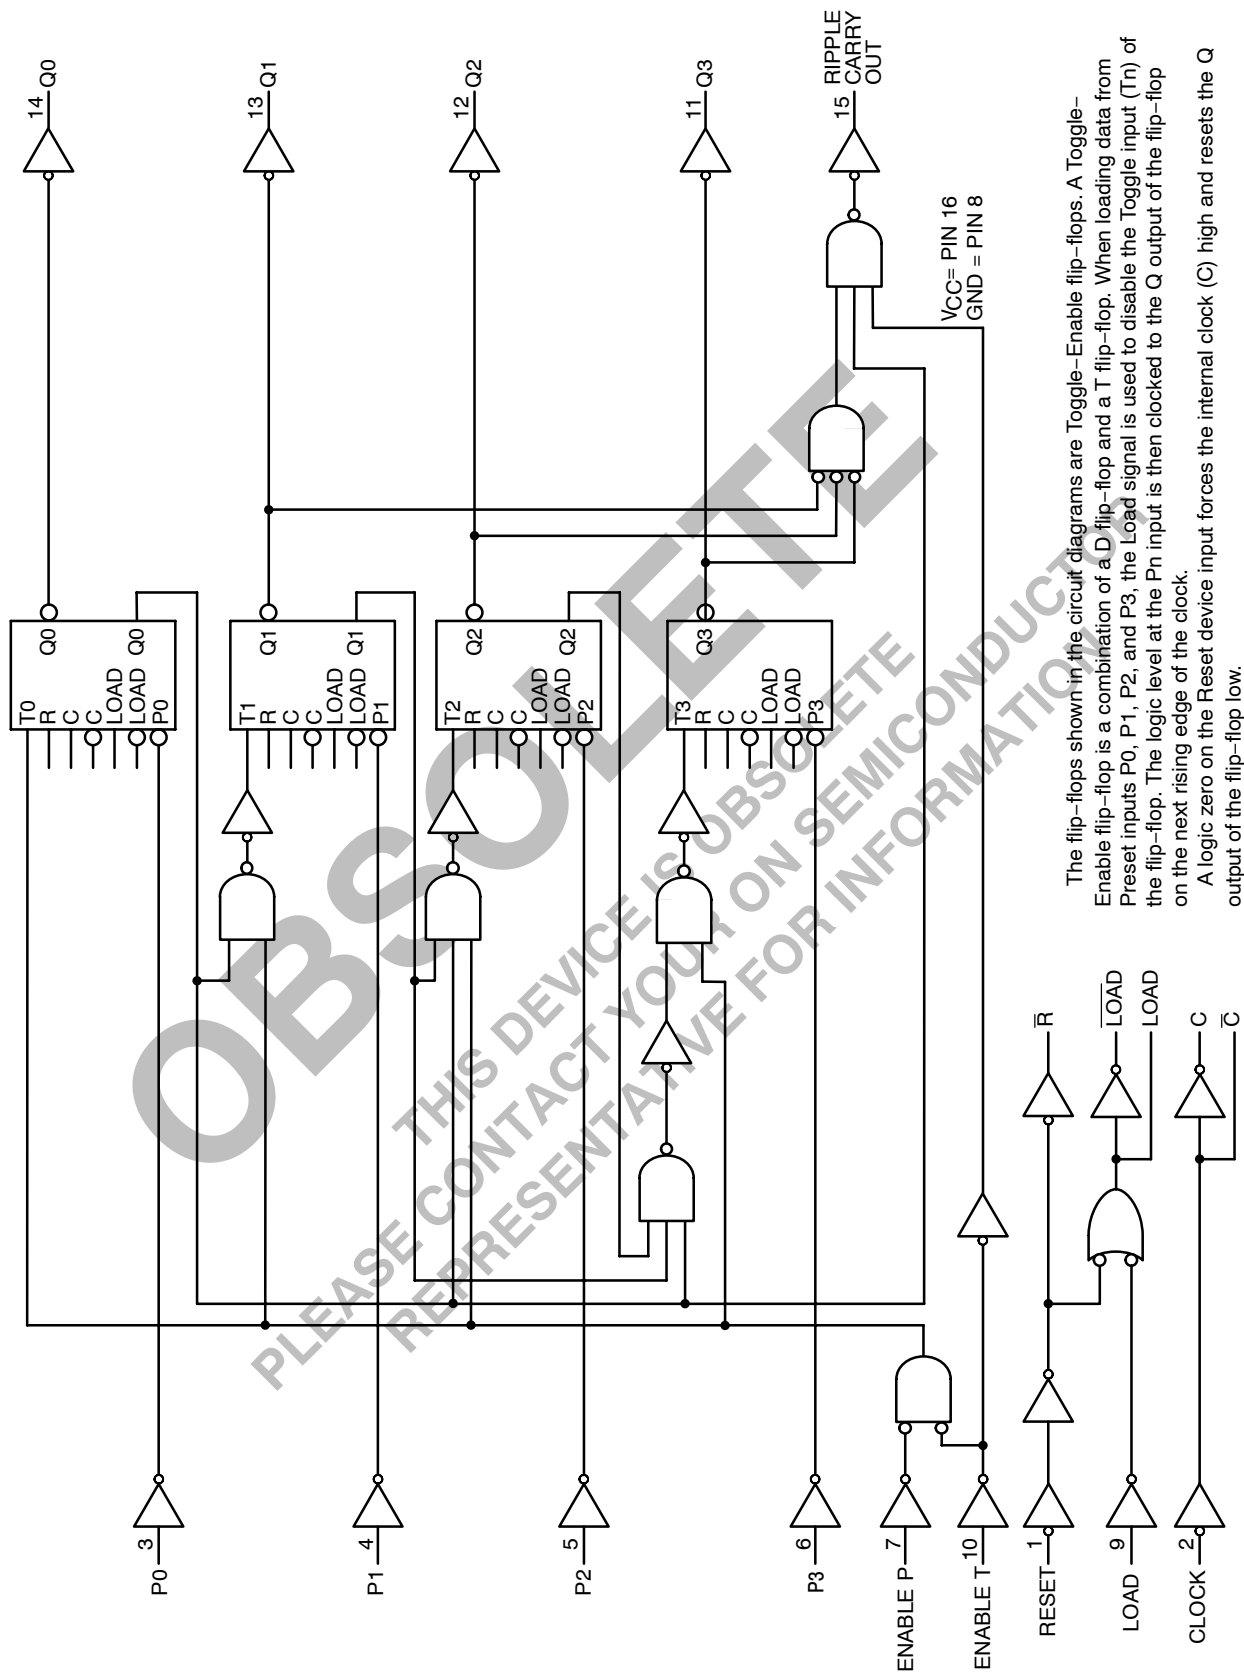 14 Q0
13 Q1
12 Q2
11 Q3
15 RIPPLE
CARRY
OUT
VCC= PIN 16
GND = PIN 8
T0
R
C
C
LOAD
LOAD
P0
Q0
Q0
T1
R
C
C
LOAD
LOAD
P1
Q1
Q1
T2
R
C
C
LOAD
LOAD
P2
Q2
Q2
T3
R
C
C
LOAD
LOAD
P3
Q3
P0 3
P1 4
P2 5
P3 6
ENABLE P 7
ENABLE T 10
RESET 1
LOAD 9
CLOCK 2
R̅
L̅O̅A̅D̅
LOAD
C
C̅
The flip−flops shown in the circuit diagrams are Toggle−Enable flip−flops. A Toggle−
Enable flip−flop is a combination of a D flip−flop and a T flip−flop. When loading data from
Preset inputs P0, P1, P2, and P3, the Load signal is used to disable the Toggle input (Tn) of
the flip−flop. The logic level at the Pn input is then clocked to the Q output of the flip−flop
on the next rising edge of the clock.
A logic zero on the Reset device input forces the internal clock (C) high and resets the Q
output of the flip−flop low.
OBSOLETE
THIS DEVICE IS OBSOLETE
PLEASE CONTACT YOUR ON SEMICONDUCTOR
REPRESENTATIVE FOR INFORMATION